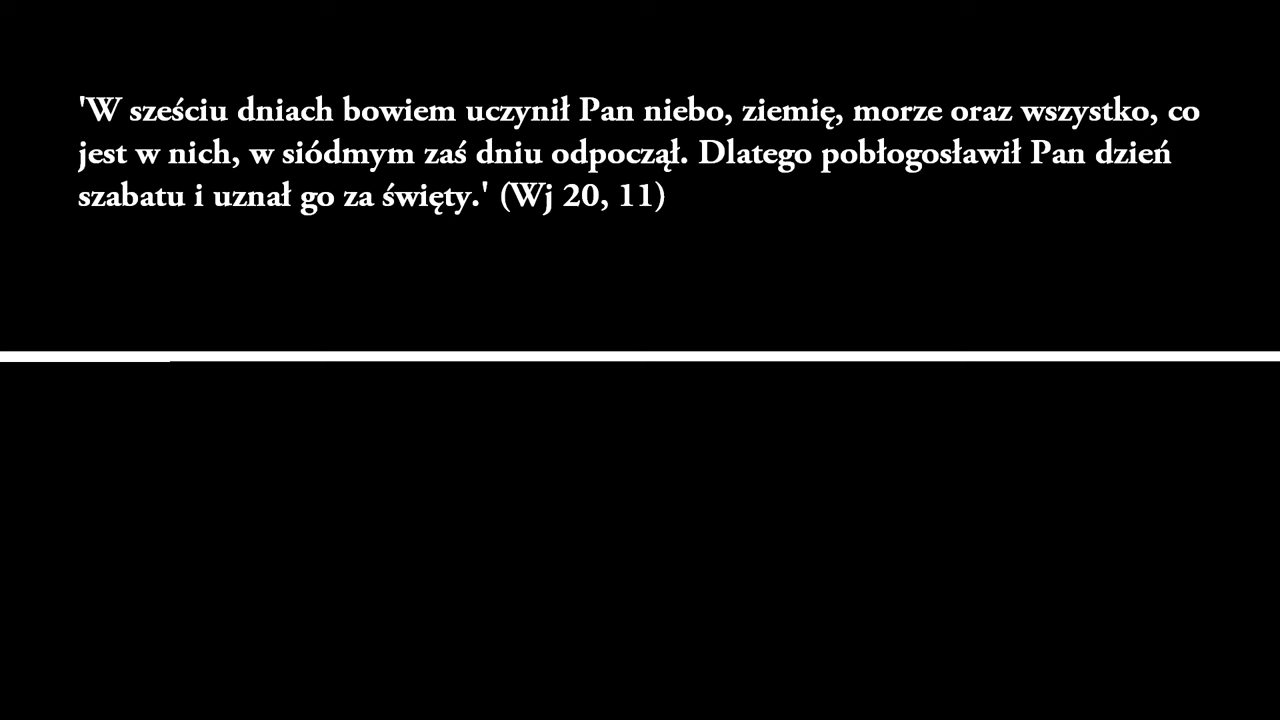 'W sześciu dniach bowiem uczynił Pan niebo, ziemię, morze oraz wszystko, co
jest w nich, w siódmym zaś dniu odpoczął. Dlatego pobłogosławił Pan dzień
szabatu i uznał go za święty.' (Wj 20, 11)